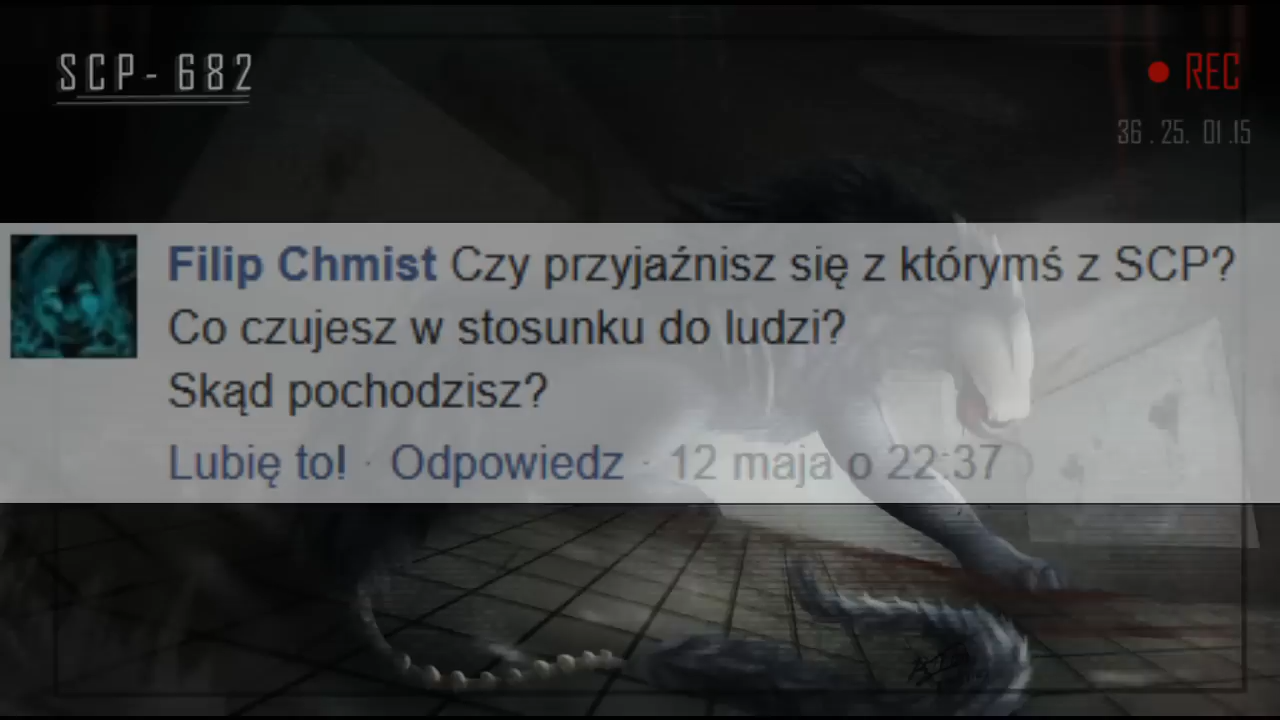 SCP-682
REC
36 . 25. 01 .15
Filip Chmist Czy przyjaźnisz się z którymś z SCP?
Co czujesz w stosunku do ludzi?
Skąd pochodzisz?
Lubię to! · Odpowiedz · 12 maja o 22:37